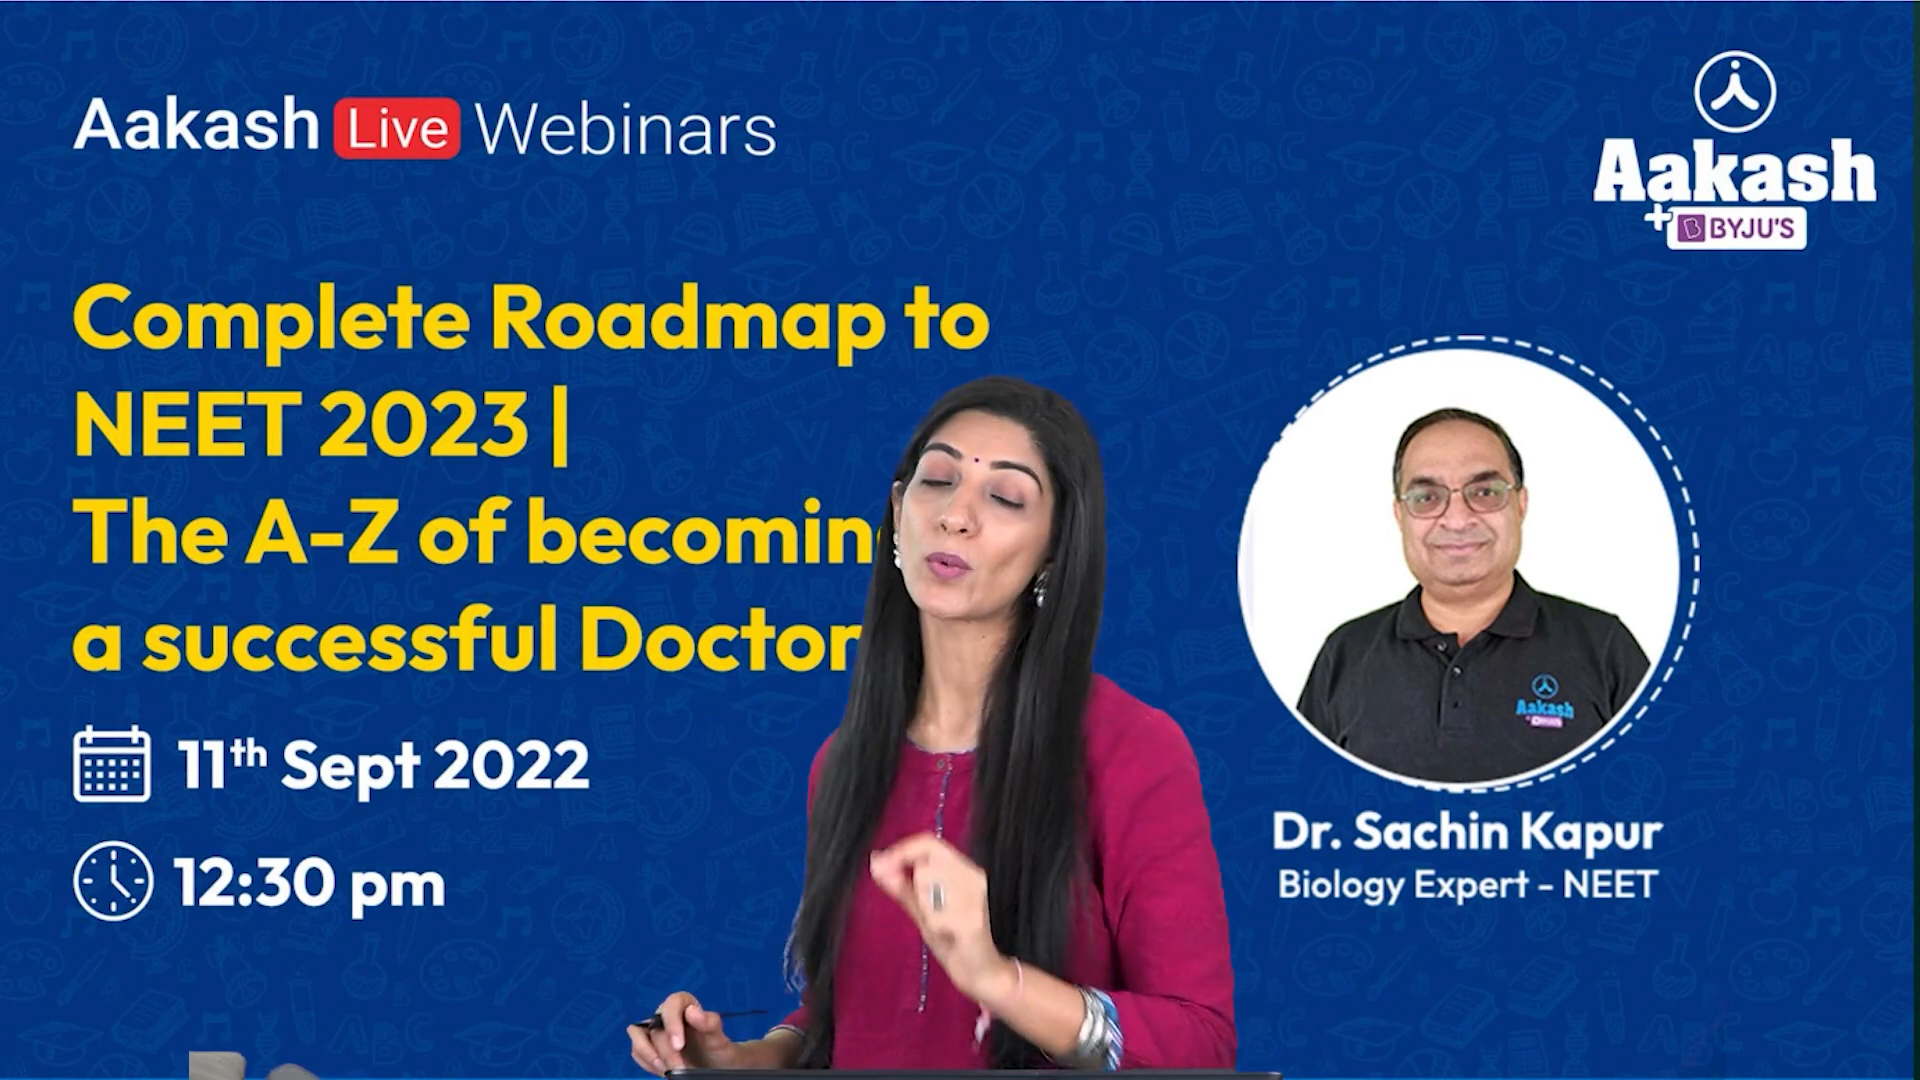 Aakash Live Webinars
Aakash
+ BYJU'S
Complete Roadmap to
NEET 2023 |
The A-Z of becomin
a successful Doctor
11th Sept 2022
12:30 pm
Aakash
Dr. Sachin Kapur
Biology Expert - NEET